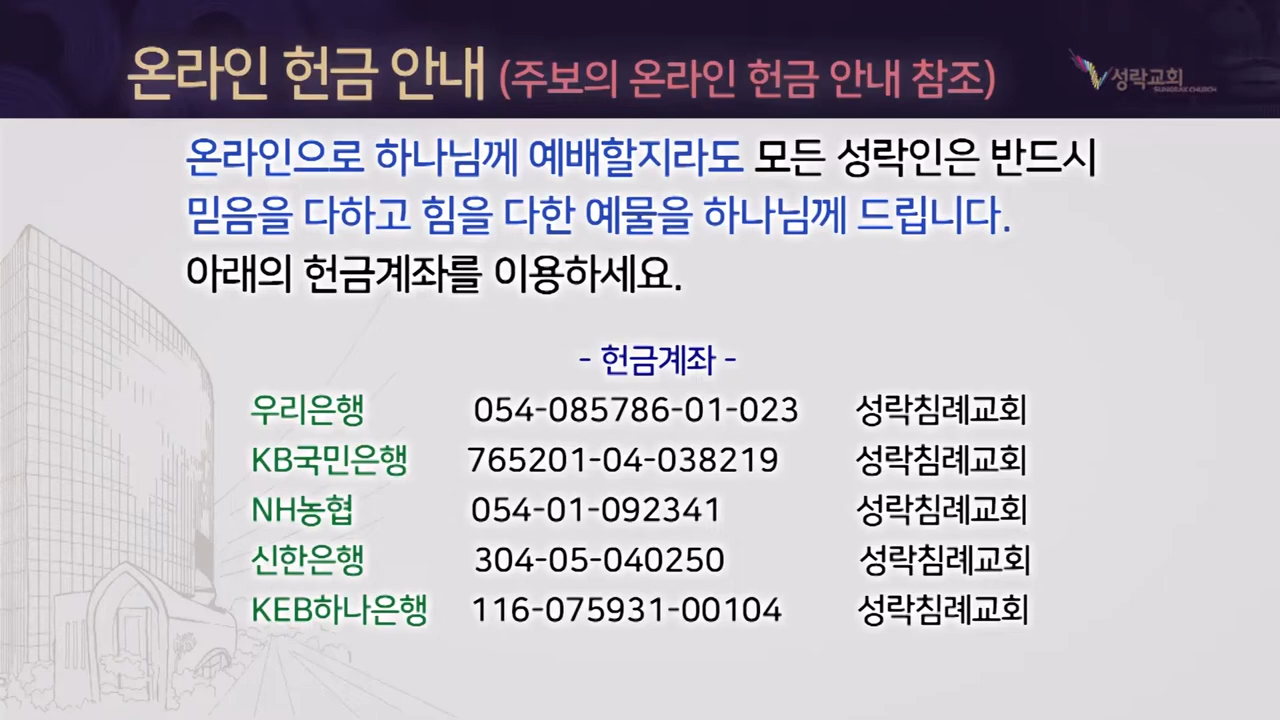 온라인 헌금 안내 (주보의 온라인 헌금 안내 참조)
성락교회
SUNGRAK CHURCH
온라인으로 하나님께 예배할지라도 모든 성락인은 반드시
믿음을 다하고 힘을 다한 예물을 하나님께 드립니다.
아래의 헌금계좌를 이용하세요.
- 헌금계좌 -
우리은행 054-085786-01-023 성락침례교회
KB국민은행 765201-04-038219 성락침례교회
NH농협 054-01-092341 성락침례교회
신한은행 304-05-040250 성락침례교회
KEB하나은행 116-075931-00104 성락침례교회